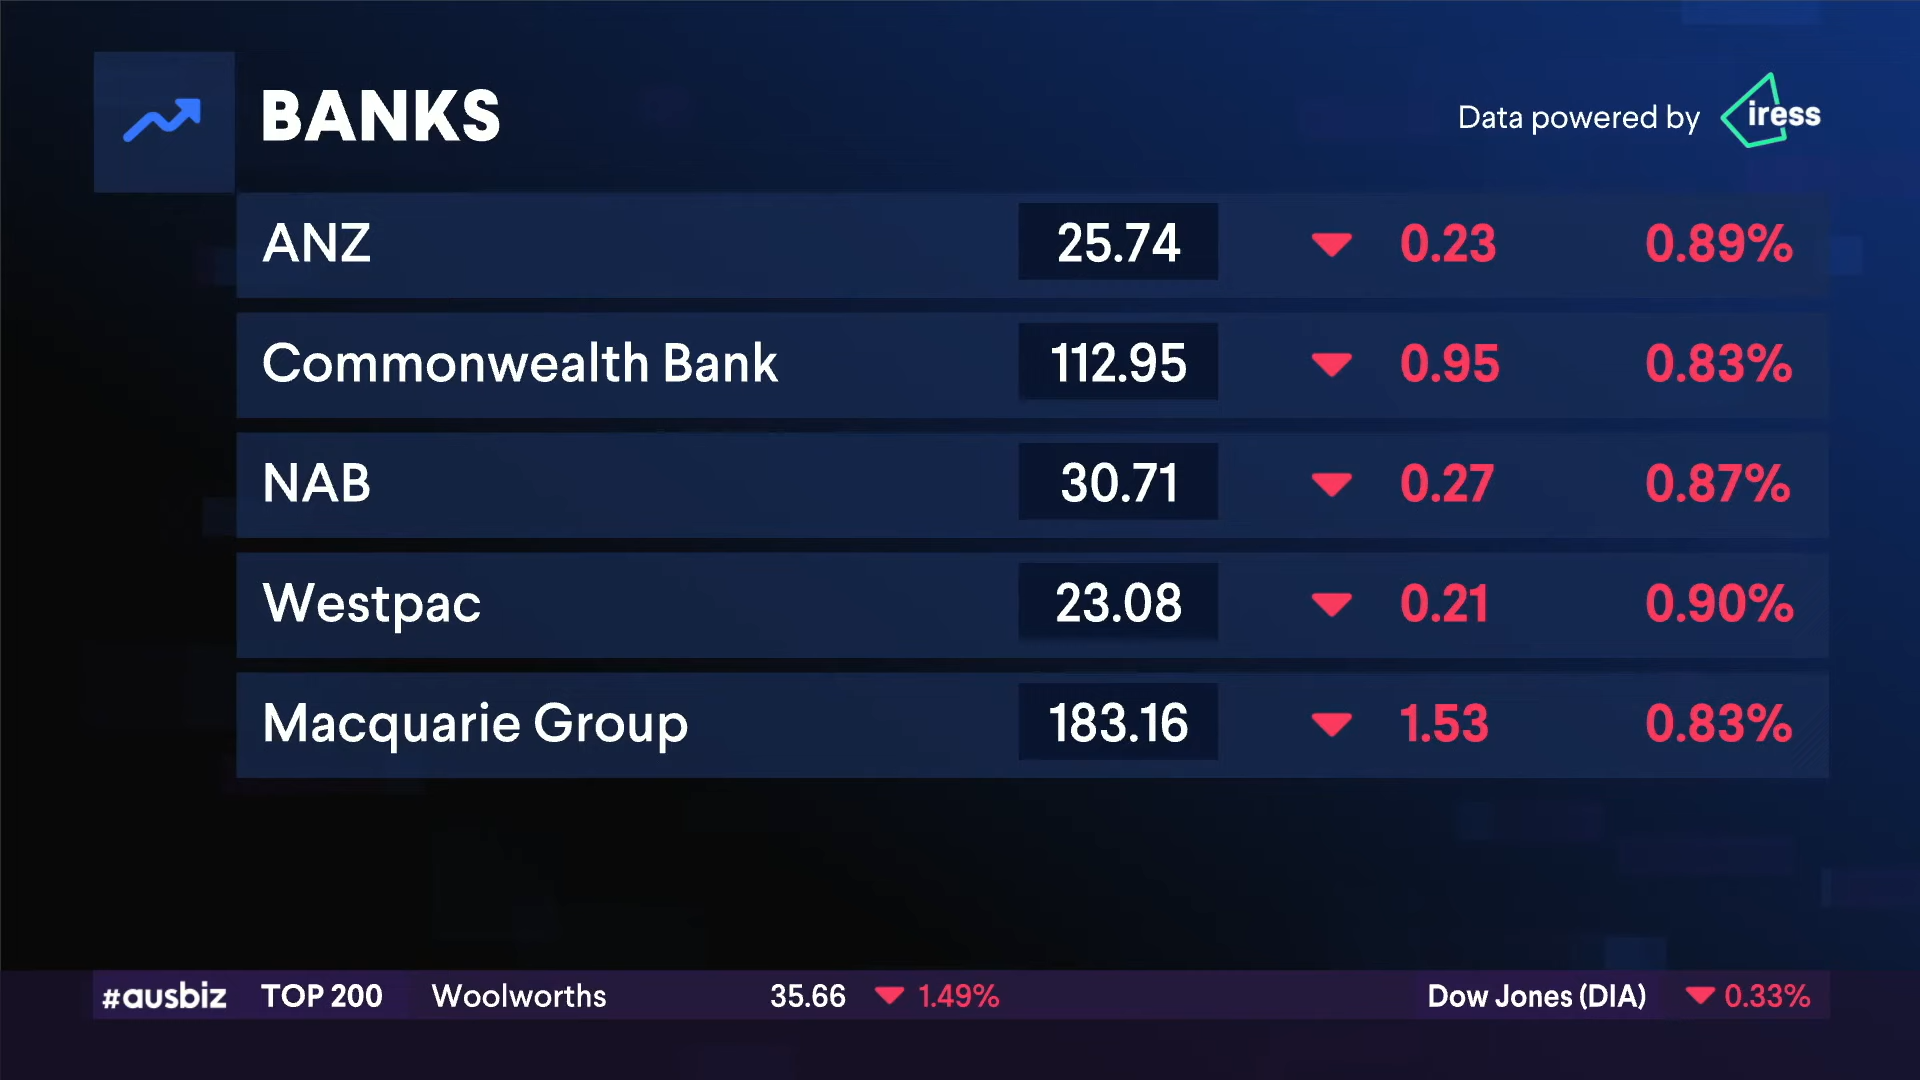 BANKS
Data powered by iress
ANZ 25.74 ▼ 0.23 0.89%
Commonwealth Bank 112.95 ▼ 0.95 0.83%
NAB 30.71 ▼ 0.27 0.87%
Westpac 23.08 ▼ 0.21 0.90%
Macquarie Group 183.16 ▼ 1.53 0.83%
#ausbiz TOP 200 Woolworths 35.66 ▼ 1.49% Dow Jones (DIA) ▼ 0.33%